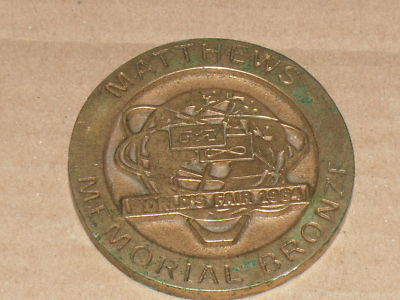 MATTHEWS
WORLD'S FAIR 1964
MEMORIAL BRONZE